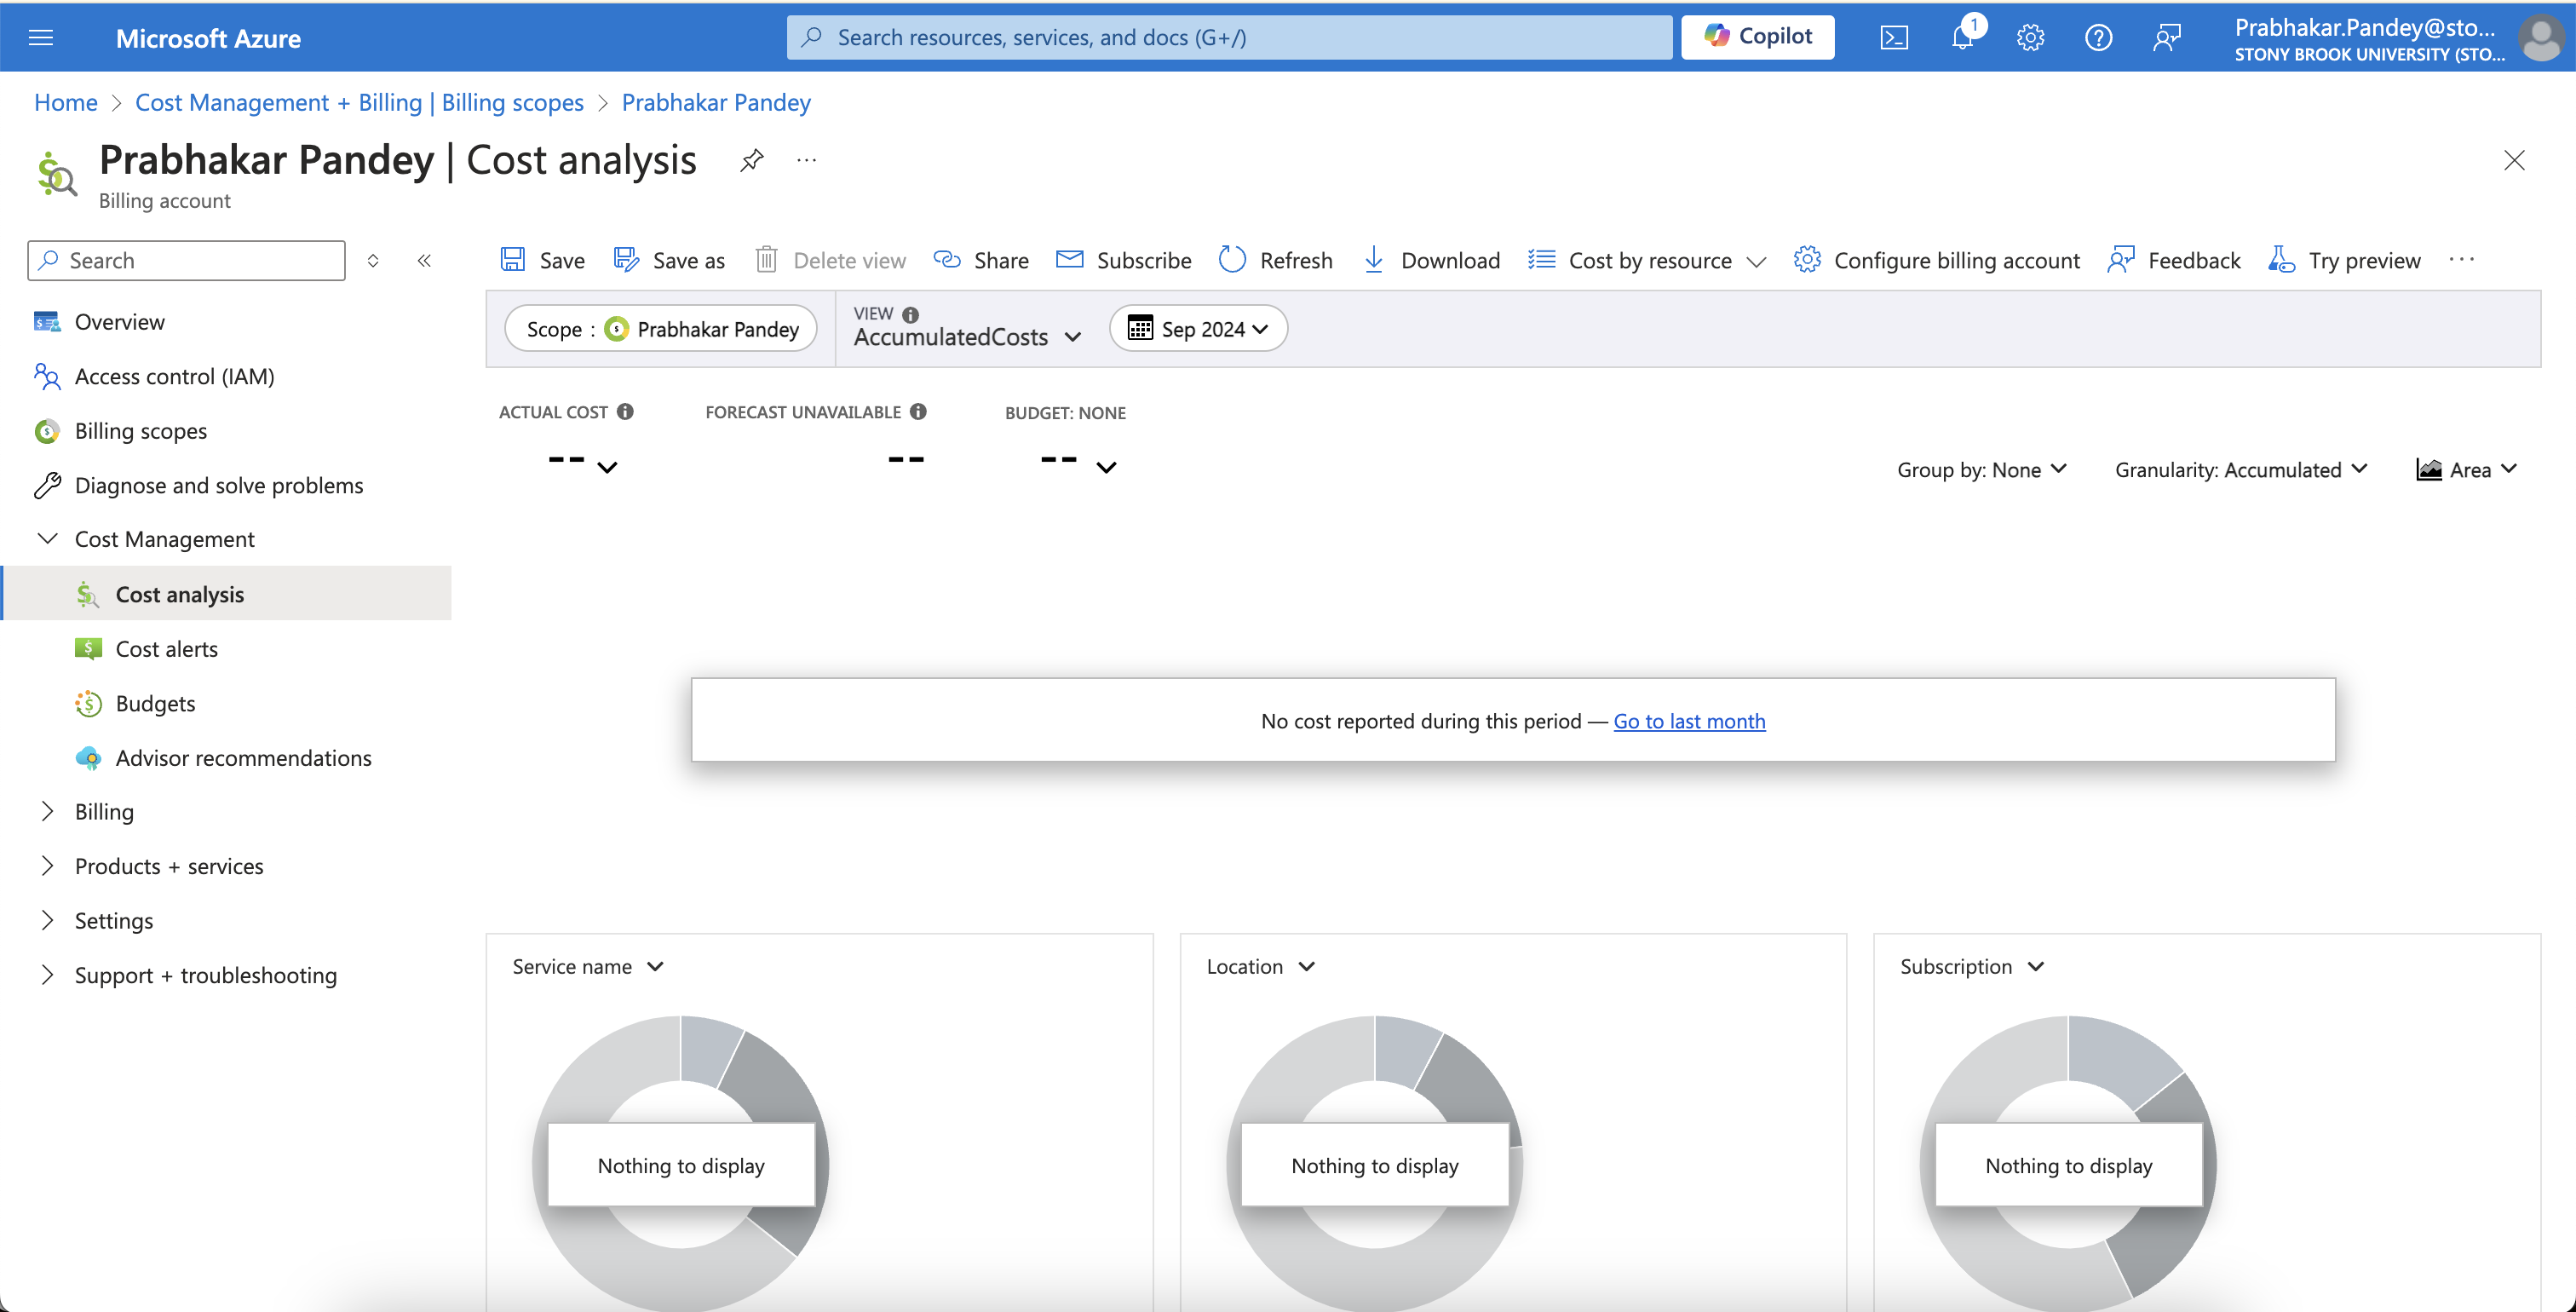 Microsoft Azure
Search resources, services, and docs (G+/)
Copilot
1
Prabhakar.Pandey@sto...
STONY BROOK UNIVERSITY (STO...
Home > Cost Management + Billing | Billing scopes > Prabhakar Pandey
Prabhakar Pandey | Cost analysis
Billing account
Search
Save
Save as
Delete view
Share
Subscribe
Refresh
Download
Cost by resource
Configure billing account
Feedback
Try preview
Overview
Access control (IAM)
Billing scopes
Diagnose and solve problems
Cost Management
Cost analysis
Cost alerts
Budgets
Advisor recommendations
Billing
Products + services
Settings
Support + troubleshooting
Scope : Prabhakar Pandey
VIEW
AccumulatedCosts
Sep 2024
ACTUAL COST
--
FORECAST UNAVAILABLE
--
BUDGET: NONE
--
Group by: None
Granularity: Accumulated
Area
No cost reported during this period — Go to last month
Service name
Nothing to display
Location
Nothing to display
Subscription
Nothing to display